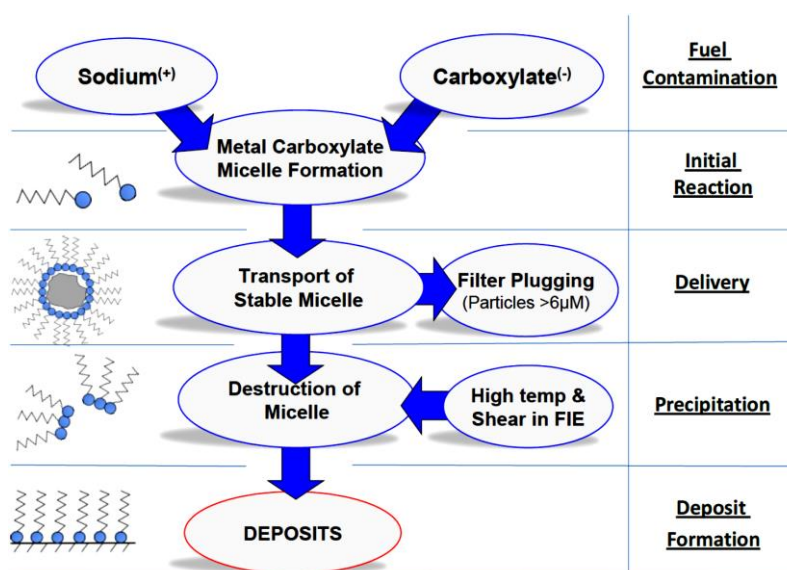 Sodium(+)
Carboxylate(-)
Fuel
Contamination
Metal Carboxylate
Micelle Formation
Initial
Reaction
Transport of
Stable Micelle
Filter Plugging
(Particles >6µM)
Delivery
Destruction of
Micelle
High temp &
Shear in FIE
Precipitation
DEPOSITS
Deposit
Formation